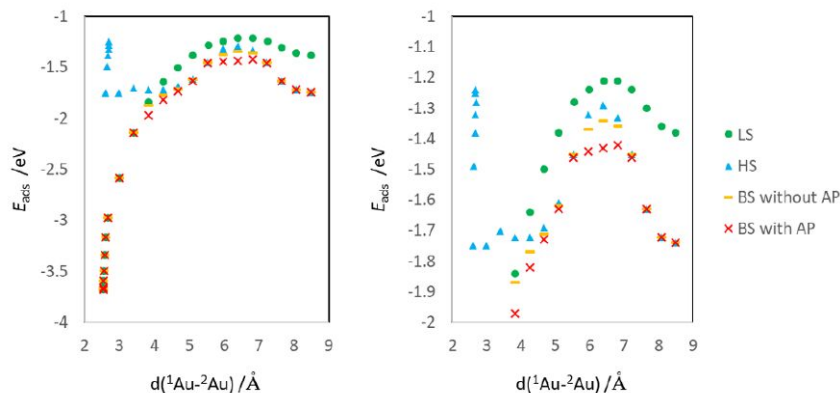 -1
-1.5
-2
-2.5
-3
-3.5
-4
Eads /eV
2 3 4 5 6 7 8 9
d(¹Au-²Au) /Å
-1
-1.1
-1.2
-1.3
-1.4
-1.5
-1.6
-1.7
-1.8
-1.9
-2
Eads /eV
2 3 4 5 6 7 8 9
d(¹Au-²Au) /Å
LS
HS
BS without AP
BS with AP